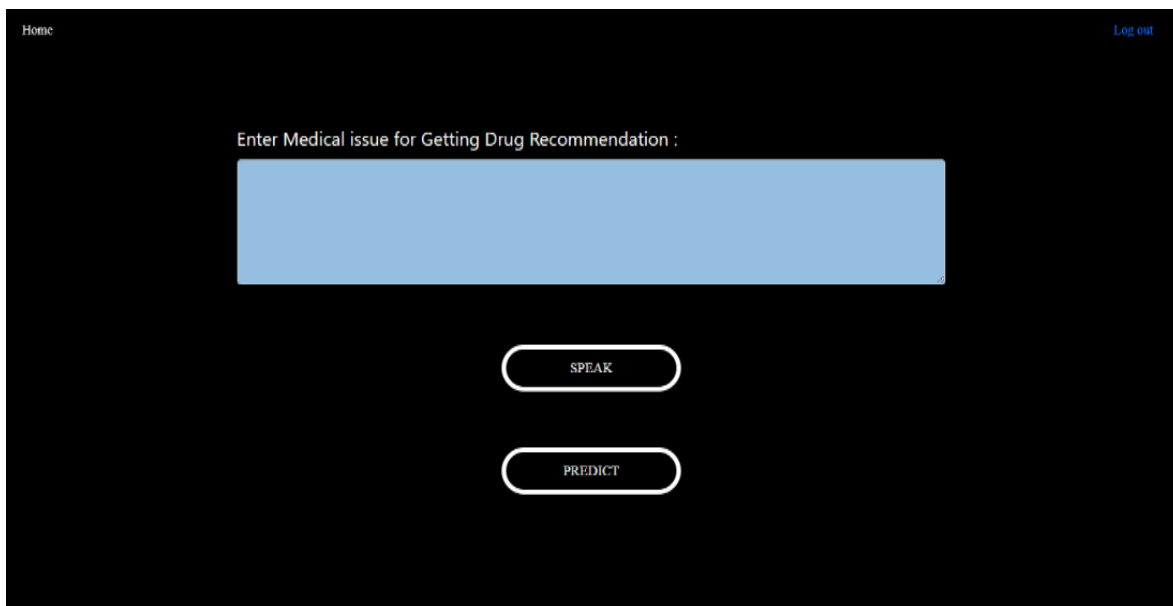 Home
Log out
Enter Medical issue for Getting Drug Recommendation :
SPEAK
PREDICT